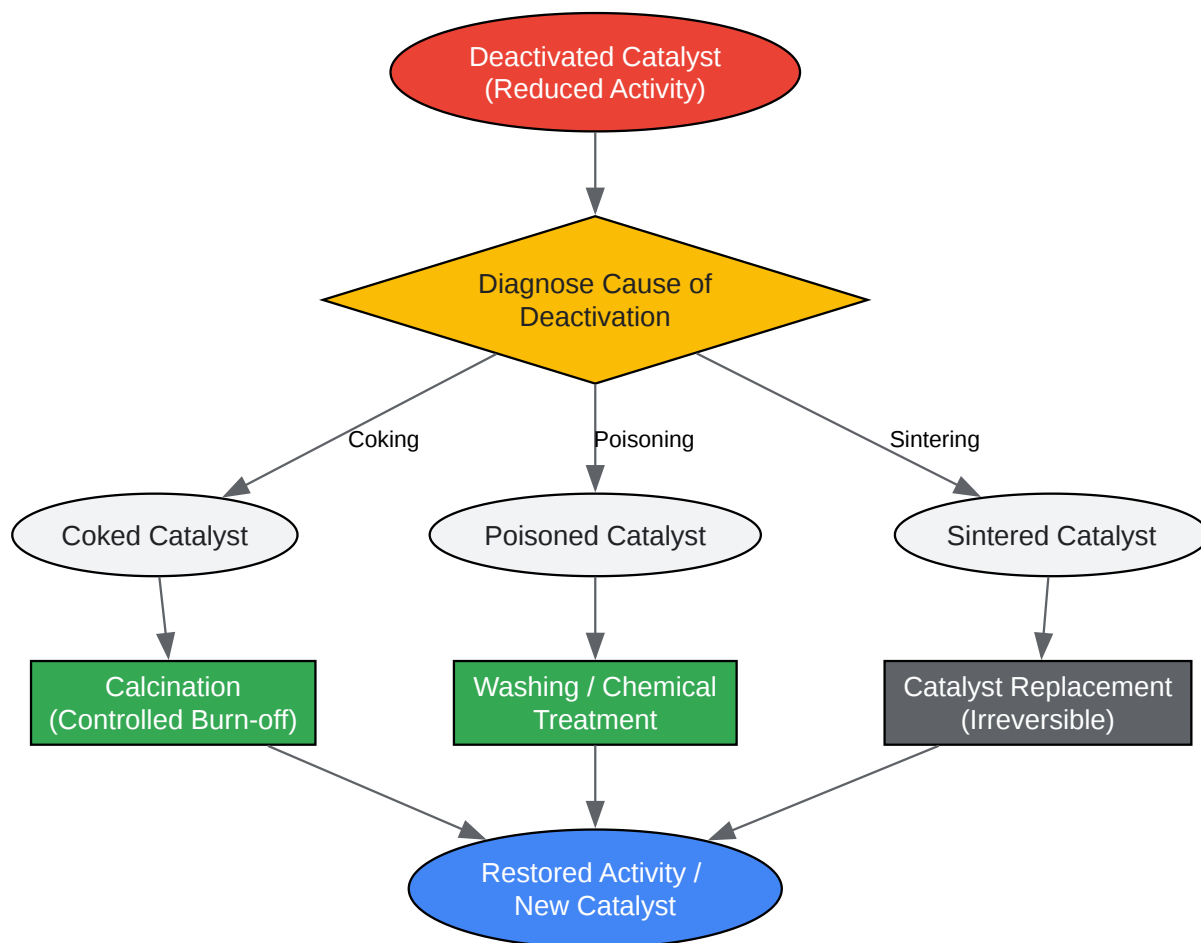 Deactivated Catalyst
(Reduced Activity)
Diagnose Cause of
Deactivation
Coking
Poisoning
Sintering
Coked Catalyst
Poisoned Catalyst
Sintered Catalyst
Calcination
(Controlled Burn-off)
Washing / Chemical
Treatment
Catalyst Replacement
(Irreversible)
Restored Activity /
New Catalyst